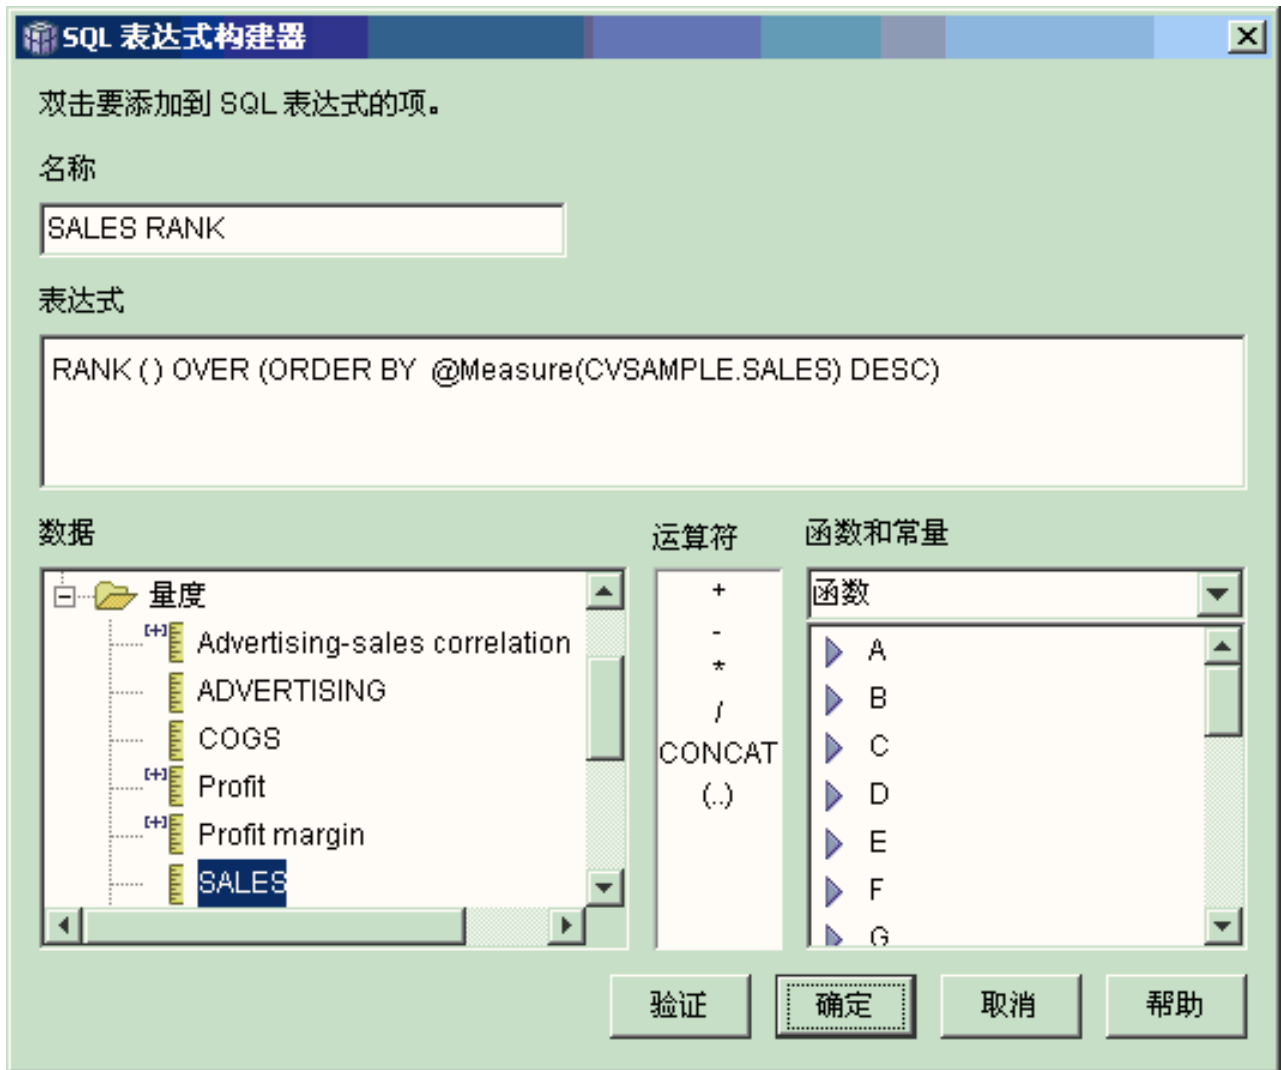 SQL 表达式构建器
双击要添加到 SQL 表达式的项。
名称
SALES RANK
表达式
RANK () OVER (ORDER BY  @Measure(CVSAMPLE.SALES) DESC)
数据
量度
Advertising-sales correlation
ADVERTISING
COGS
Profit
Profit margin
SALES
运算符
+
-
*
/
CONCAT
(..)
函数和常量
函数
A
B
C
D
E
F
G
验证
确定
取消
帮助